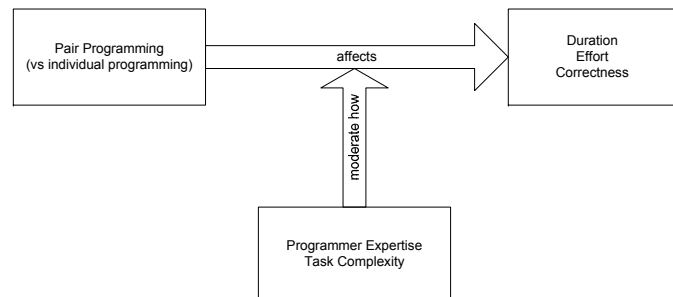 Pair Programming
(vs individual programming)
affects
Duration
Effort
Correctness
moderate how
Programmer Expertise
Task Complexity